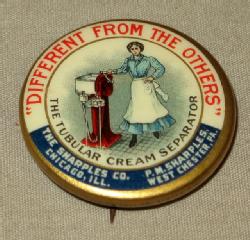 "DIFFERENT FROM THE OTHERS"
THE TUBULAR CREAM SEPARATOR
THE SHARPLES CO.
CHICAGO, ILL.
P.M. SHARPLES,
WEST CHESTER, PA.